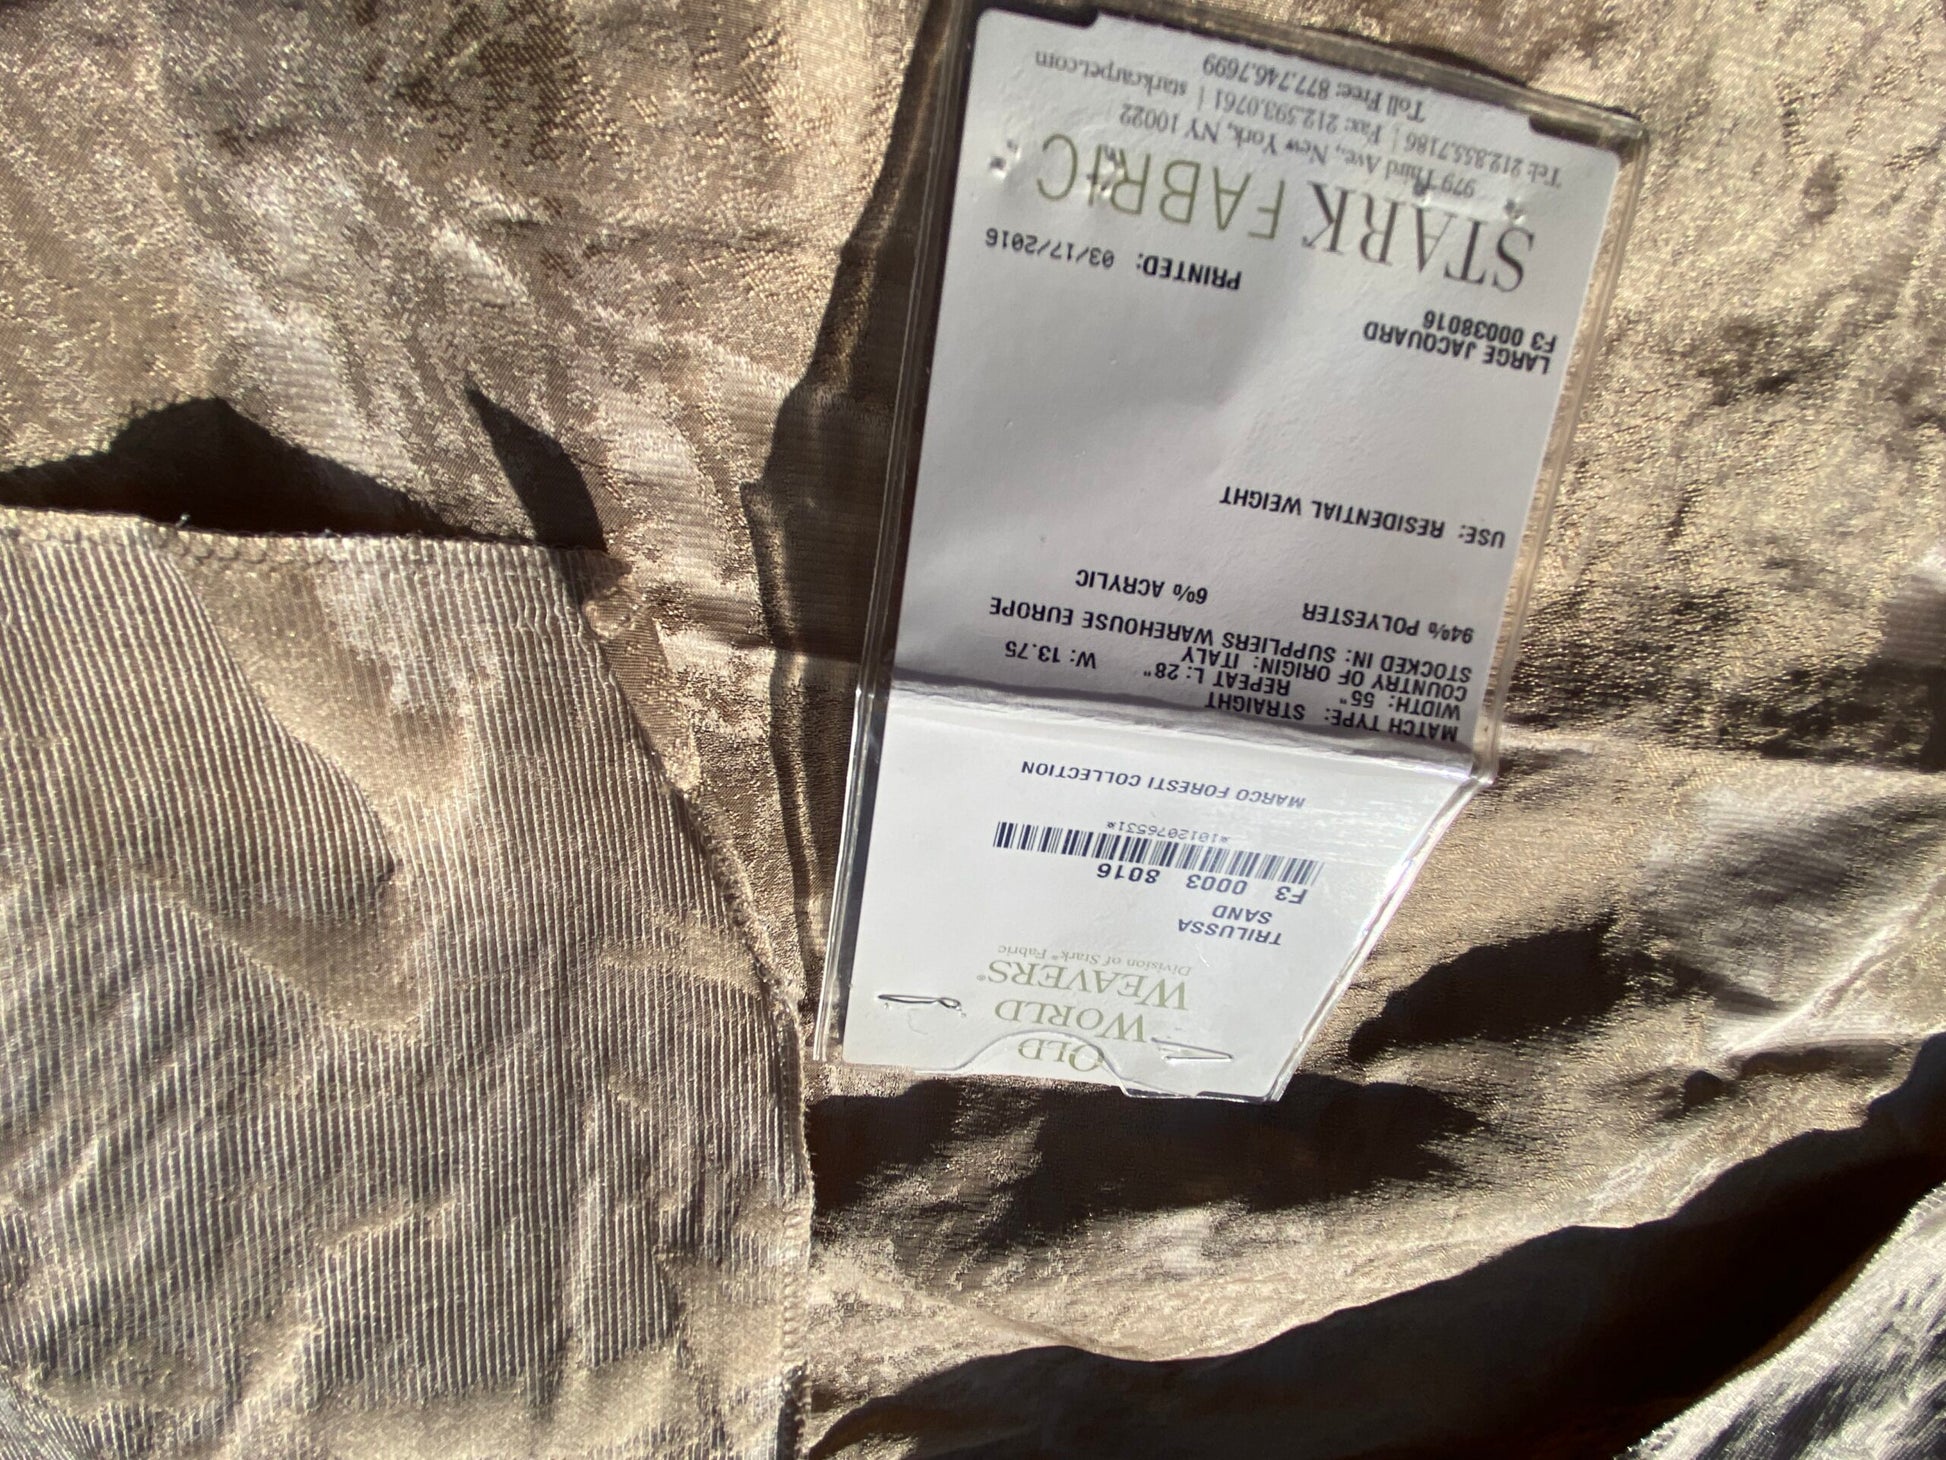 OLD
WORLD
WEAVERS®
Division of Stark® Fabric
TRILUSSA
SAND
F3 0003 8016
*1012076531*
MARCO FORESTI COLLECTION
MATCH TYPE: STRAIGHT
WIDTH: 55" REPEAT L: 28" W: 13.75
COUNTRY OF ORIGIN: ITALY
STOCKED IN: SUPPLIERS WAREHOUSE EUROPE
94% POLYESTER 6% ACRYLIC
USE: RESIDENTIAL WEIGHT
LARGE JACQUARD
F3 00038016
PRINTED: 03/17/2016
STARK FABRIC
979 Third Ave., New York, NY 10022
Tel: 212.355.7186 | Fax: 212.593.0761 | starkcarpet.com
Toll Free: 877.746.7699